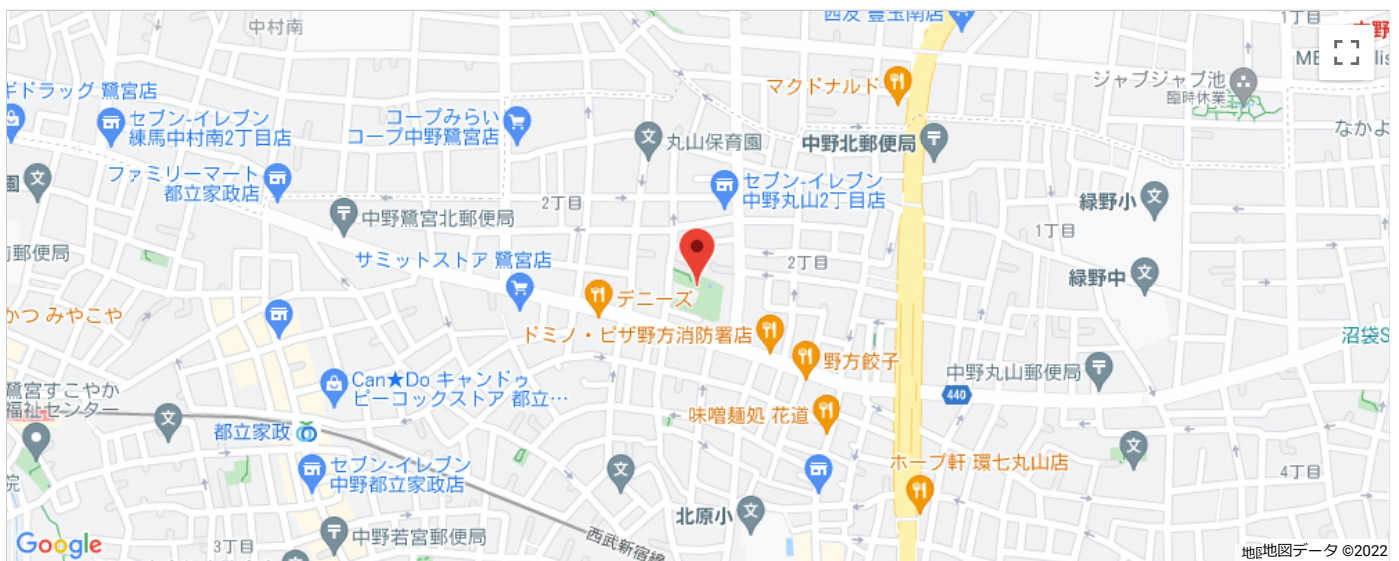 西友 豊玉南店
1丁目
中村南
マクドナルド
ジャブジャブ池
臨時休業
ギドラッグ 鷺宮店
セブン-イレブン
練馬中村南2丁目店
コープみらい
コープ中野鷺宮店
丸山保育園
中野北郵便局
なかよ
ファミリーマート
都立家政店
園
セブン-イレブン
中野丸山2丁目店
2丁目
中野鷺宮北郵便局
緑野小
1丁目
郵便局
サミットストア 鷺宮店
2丁目
緑野中
デニーズ
かつ みやこや
ドミノ・ピザ野方消防署店
沼袋S
野方餃子
中野丸山郵便局
440
Can★Do キャンドゥ
ピーコックストア 都立…
鷺宮すこやか
福祉センター
味噌麺処 花道
都立家政
セブン-イレブン
中野都立家政店
ホープ軒 環七丸山店
4丁目
院
北原小
中野若宮郵便局
西武新宿線
3丁目
Google
地図データ ©2022